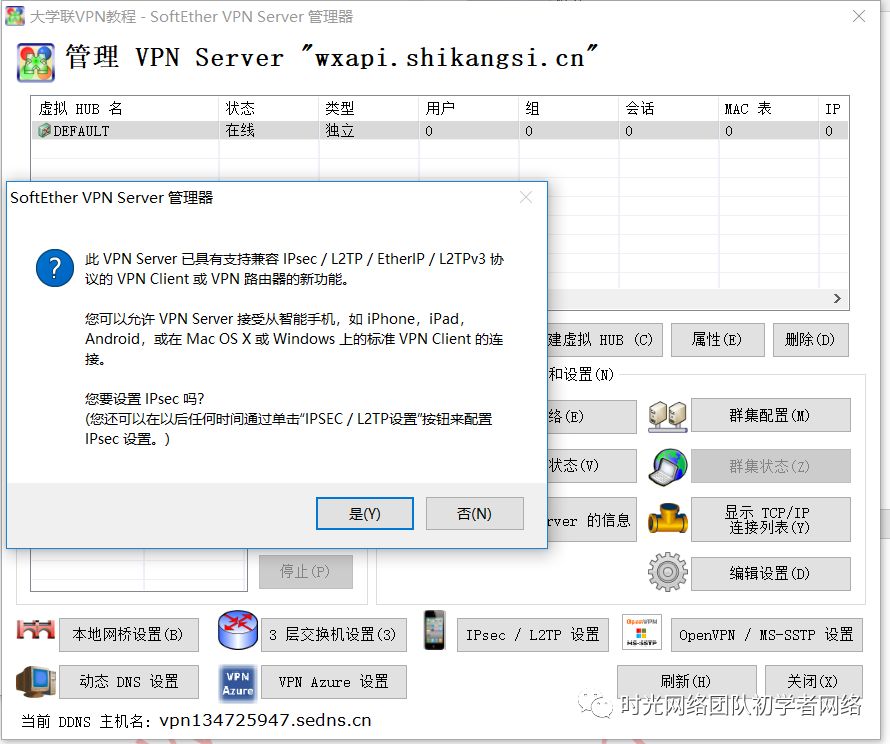 大学联VPN教程 - SoftEther VPN Server 管理器
管理 VPN Server "wxapi.shikangsi.cn"
虚拟 HUB 名 状态 类型 用户 组 会话 MAC 表 IP
DEFAULT 在线 独立 0 0 0 0 0
SoftEther VPN Server 管理器
此 VPN Server 已具有支持兼容 IPsec / L2TP / EtherIP / L2TPv3 协
议的 VPN Client 或 VPN 路由器的新功能。
您可以允许 VPN Server 接受从智能手机，如 iPhone，iPad，
Android，或在 Mac OS X 或 Windows 上的标准 VPN Client 的连
接。
您要设置 IPsec 吗?
(您还可以在以后任何时间通过单击“IPSEC / L2TP设置”按钮来配置
IPsec 设置。)
是(Y) 否(N)
建虚拟 HUB (C) 属性(E) 删除(D)
和设置(N)
络(E) 群集配置(M)
状态(V) 群集状态(Z)
rver 的信息 显示 TCP/IP
连接列表(Y)
停止(P) 编辑设置(D)
本地网桥设置(B) 3 层交换机设置(3) IPsec / L2TP 设置 OpenVPN MS-SSTP OpenVPN / MS-SSTP 设置
动态 DNS 设置 VPN Azure VPN Azure 设置 刷新(H) 关闭(X)
时光网络团队初学者网络
当前 DDNS 主机名: vpn134725947.sedns.cn